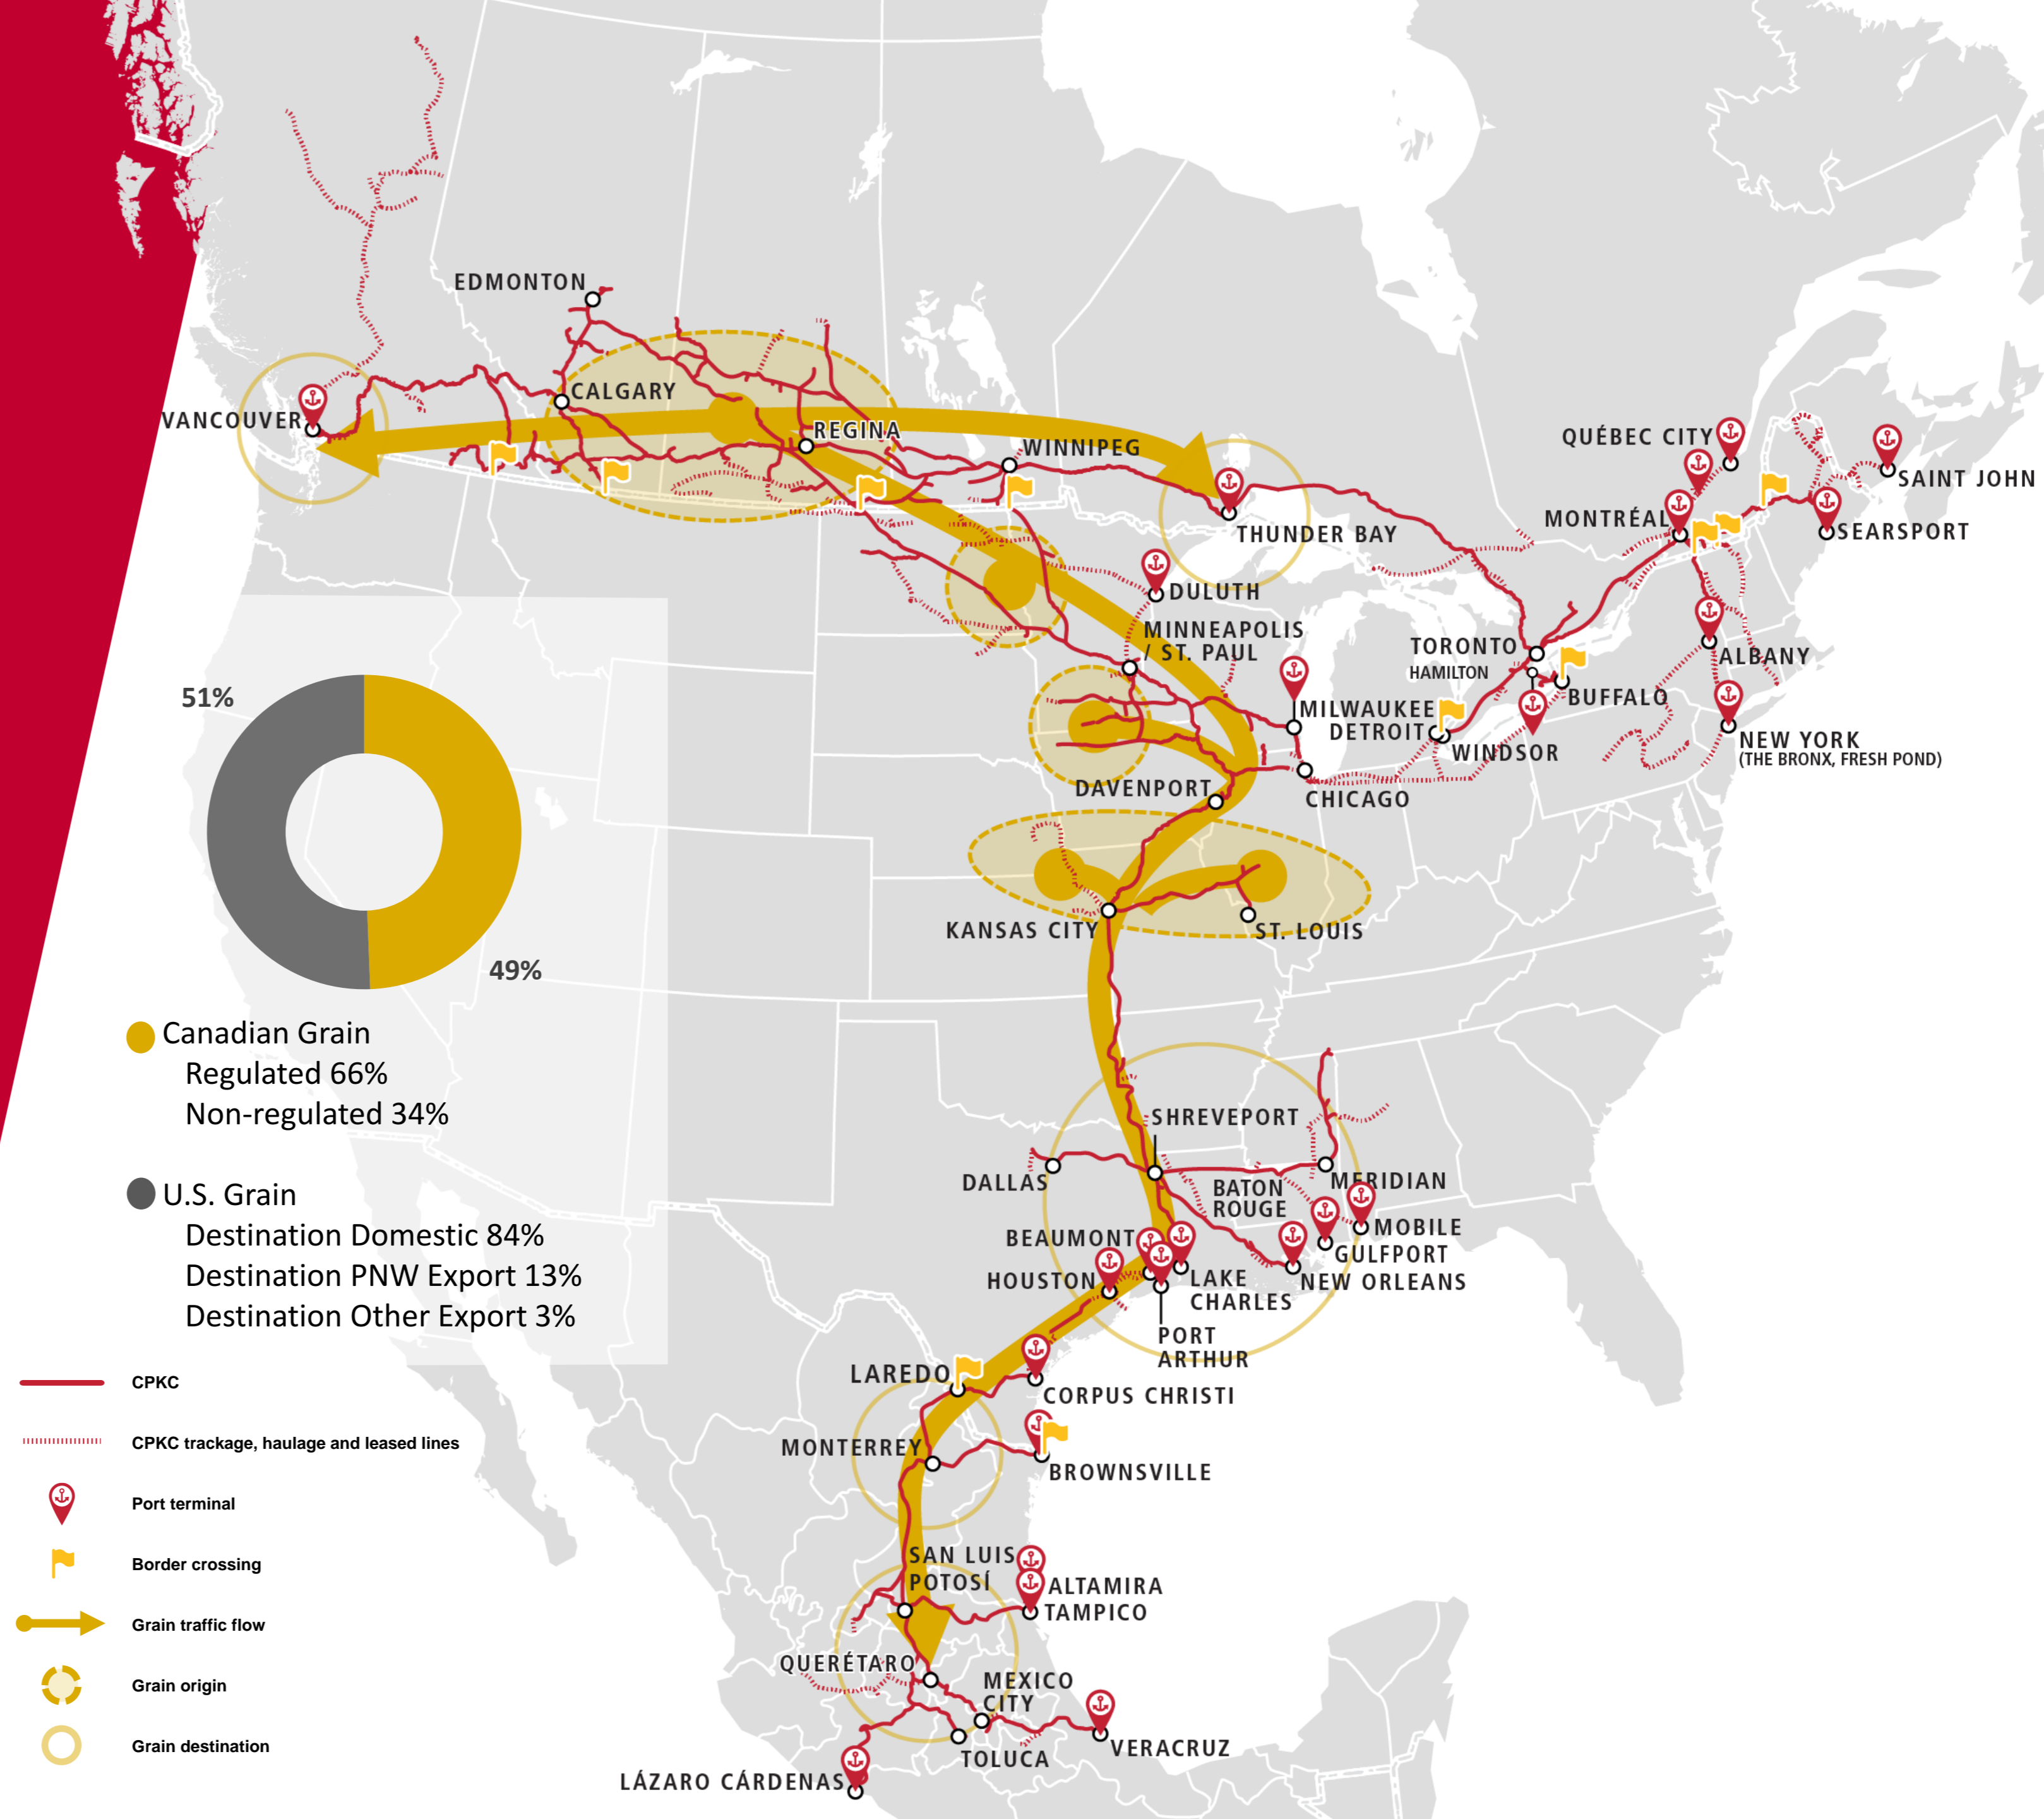 EDMONTON
CALGARY
VANCOUVER
REGINA
WINNIPEG
THUNDER BAY
QUÉBEC CITY
SAINT JOHN
MONTRÉAL
SEARSPORT
DULUTH
MINNEAPOLIS
/ ST. PAUL
TORONTO
HAMILTON
ALBANY
BUFFALO
MILWAUKEE
DETROIT
WINDSOR
NEW YORK
(THE BRONX, FRESH POND)
DAVENPORT
CHICAGO
KANSAS CITY
ST. LOUIS
51%
49%
Canadian Grain
Regulated 66%
Non-regulated 34%
U.S. Grain
Destination Domestic 84%
Destination PNW Export 13%
Destination Other Export 3%
SHREVEPORT
DALLAS
MERIDIAN
BATON
ROUGE
MOBILE
BEAUMONT
GULFPORT
HOUSTON
LAKE
CHARLES
NEW ORLEANS
PORT
ARTHUR
LAREDO
CORPUS CHRISTI
MONTERREY
BROWNSVILLE
SAN LUIS
POTOSÍ
ALTAMIRA
TAMPICO
QUERÉTARO
MEXICO
CITY
TOLUCA
VERACRUZ
LÁZARO CÁRDENAS
CPKC
CPKC trackage, haulage and leased lines
Port terminal
Border crossing
Grain traffic flow
Grain origin
Grain destination